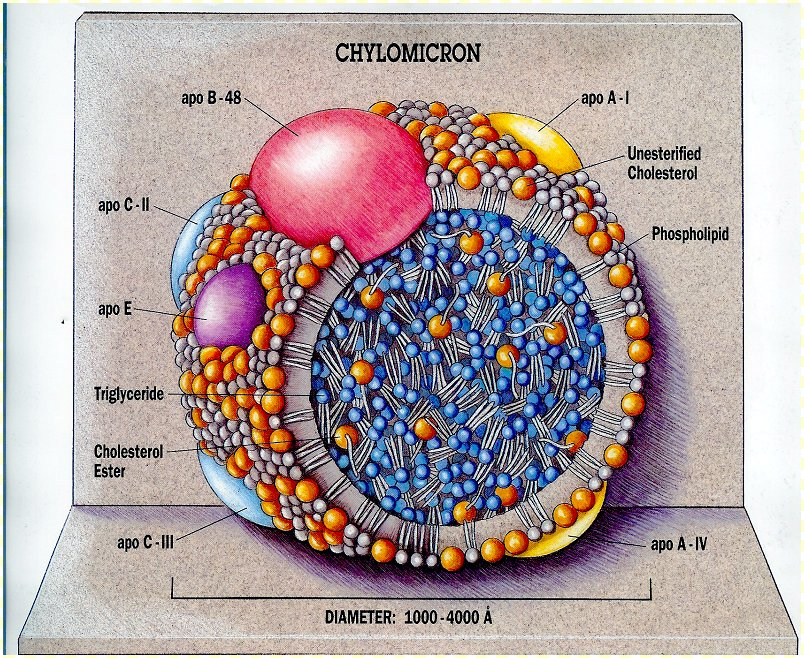 CHYLOMICRON
apo B-48
apo A-I
Unesterified
Cholesterol
apo C-II
Phospholipid
apo E
Triglyceride
Cholesterol
Ester
apo C-III
apo A-IV
DIAMETER: 1000-4000 Å